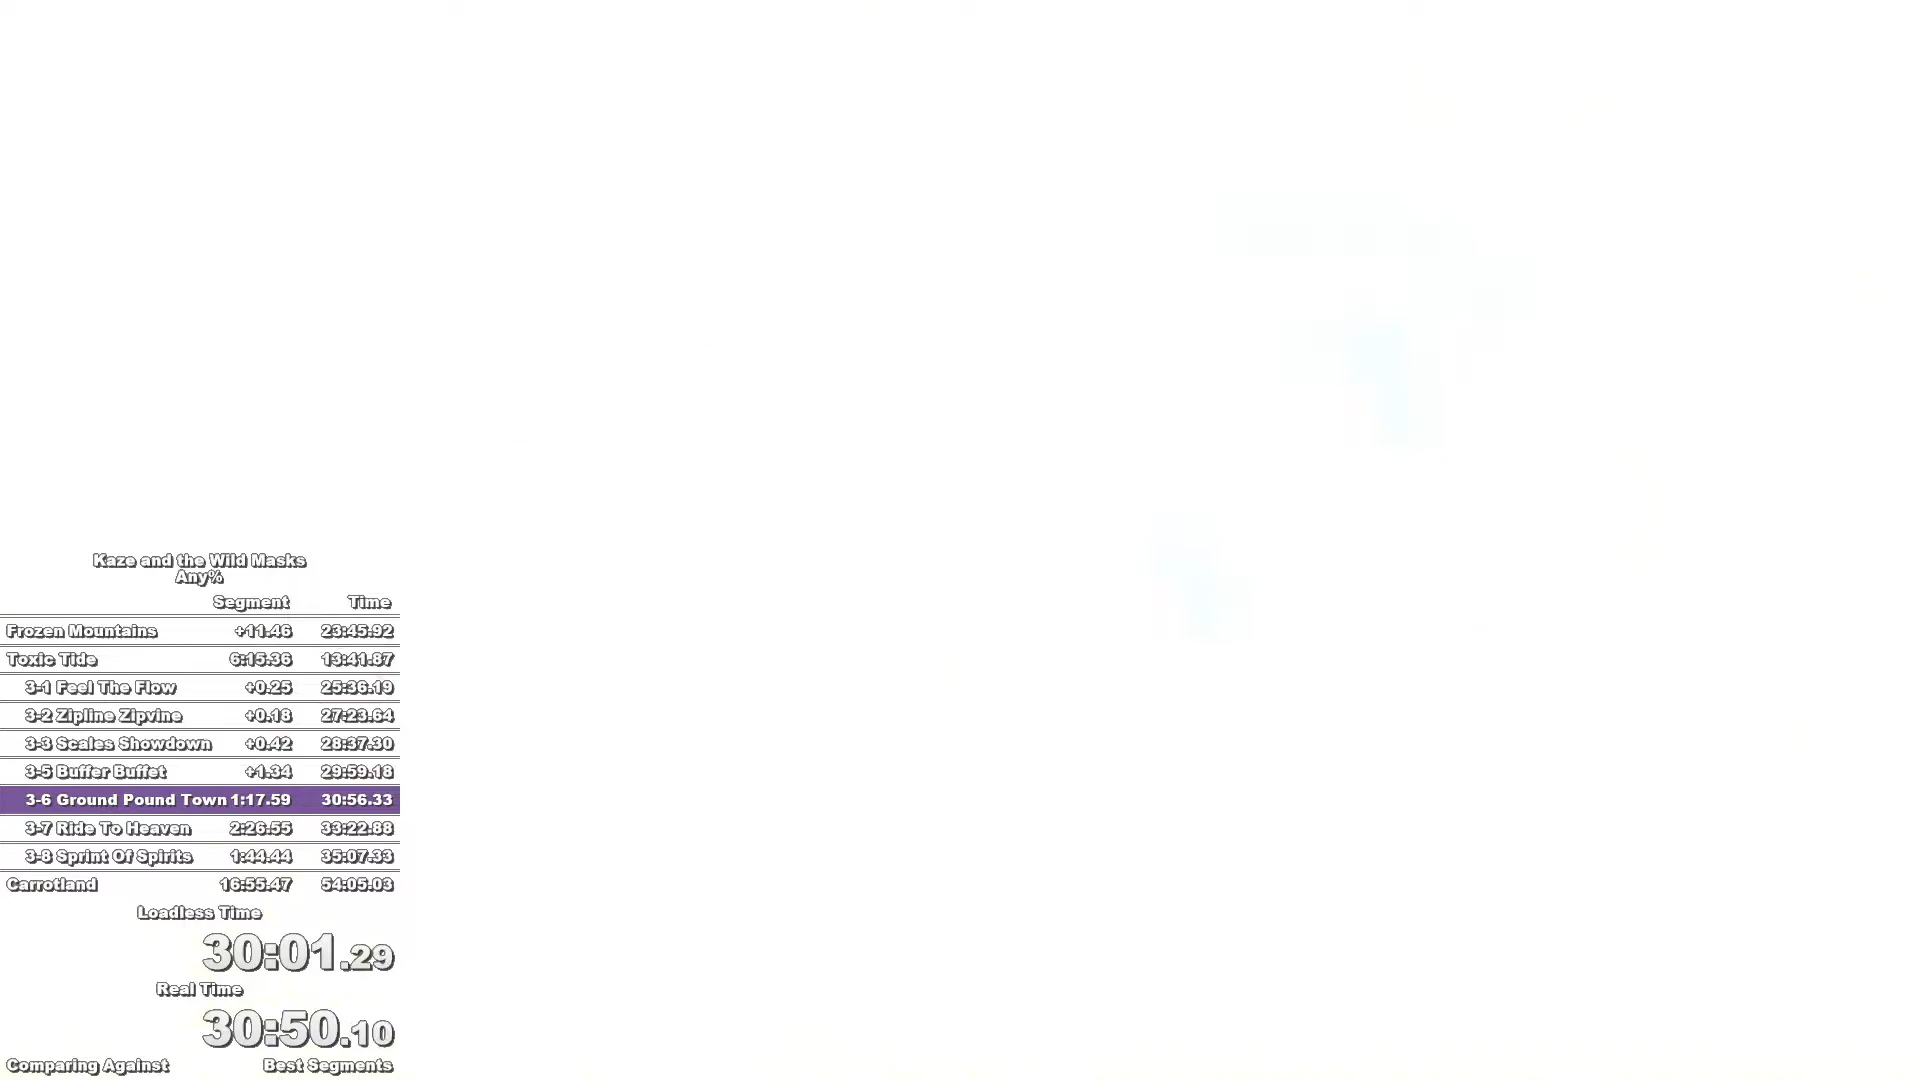 Kaze and the Wild Masks
Any%
Segment Time
Frozen Mountains +11.46 23:45.92
Toxic Tide 6:15.36 13:41.87
3-1 Feel The Flow +0.25 25:36.19
3-2 Zipline Zipvine +0.18 27:23.64
3-3 Scales Showdown +0.42 28:37.30
3-5 Buffer Buffet +1.34 29:59.18
3-6 Ground Pound Town 1:17.59 30:56.33
3-7 Ride To Heaven 2:26.55 33:22.88
3-8 Sprint Of Spirits 1:44.44 35:07.33
Carrotland 16:55.47 54:05.03
Loadless Time
30:01.29
Real Time
30:50.10
Comparing Against Best Segments